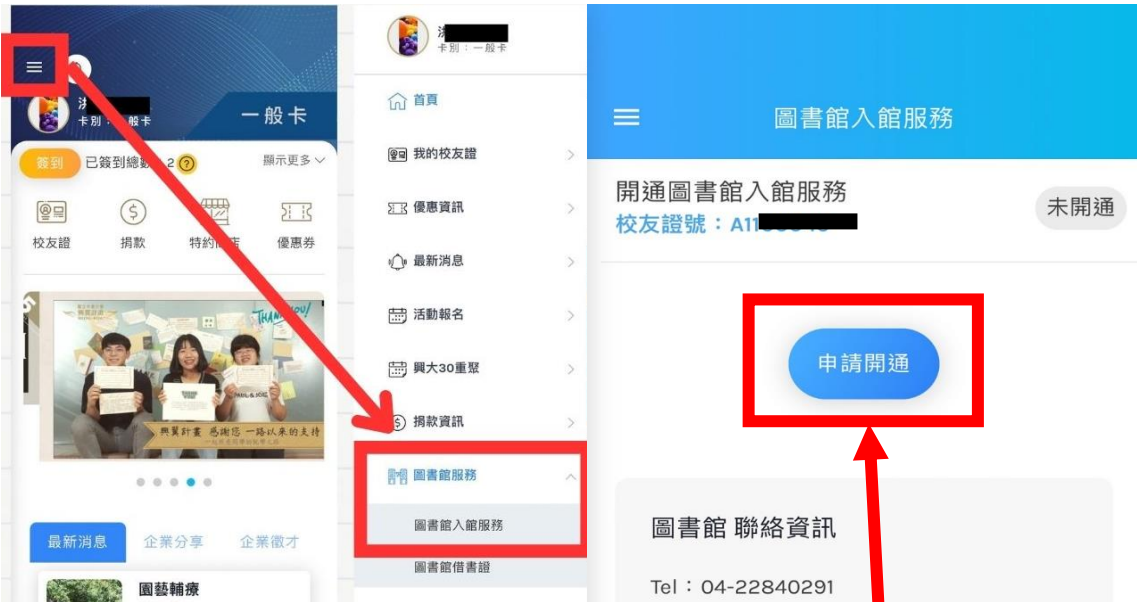 卡別：一般卡
一般卡
簽到
已簽到總數
2
?
顯示更多
校友證
捐款
特約
店
優惠券
THANK YOU!
興翼計畫 感謝您 一路以來的支持
最新消息
企業分享
企業徵才
園藝輔療
卡別：一般卡
首頁
我的校友證
優惠資訊
最新消息
活動報名
興大30重聚
捐款資訊
圖書館服務
圖書館入館服務
圖書館借書證
圖書館入館服務
開通圖書館入館服務
校友證號：A11
未開通
申請開通
圖書館 聯絡資訊
Tel：04-22840291